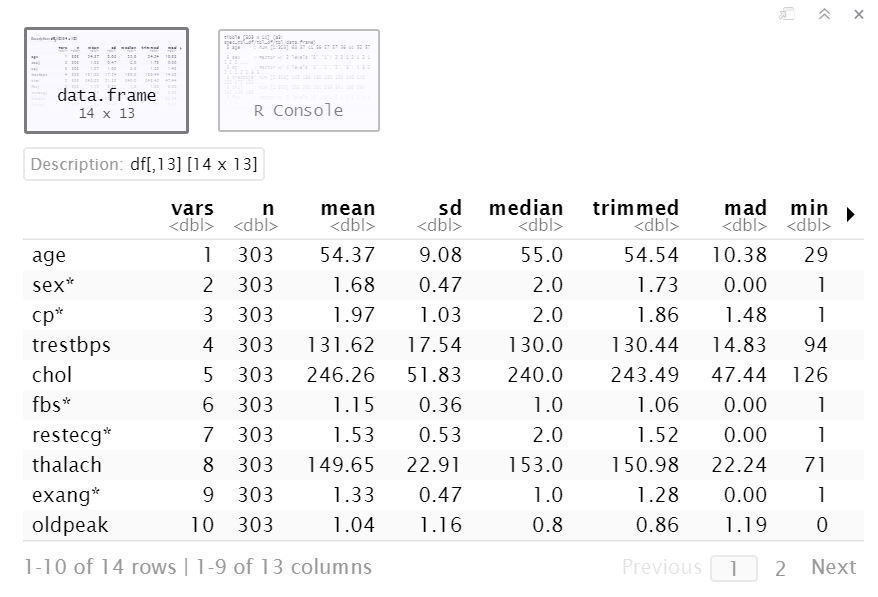 data.frame
14 x 13
R Console
Description: df[,13] [14 x 13]
vars n mean sd median trimmed mad min
<dbl> <dbl> <dbl> <dbl> <dbl> <dbl> <dbl> <dbl>
age 1 303 54.37 9.08 55.0 54.54 10.38 29
sex* 2 303 1.68 0.47 2.0 1.73 0.00 1
cp* 3 303 1.97 1.03 2.0 1.86 1.48 1
trestbps 4 303 131.62 17.54 130.0 130.44 14.83 94
chol 5 303 246.26 51.83 240.0 243.49 47.44 126
fbs* 6 303 1.15 0.36 1.0 1.06 0.00 1
restecg* 7 303 1.53 0.53 2.0 1.52 0.00 1
thalach 8 303 149.65 22.91 153.0 150.98 22.24 71
exang* 9 303 1.33 0.47 1.0 1.28 0.00 1
oldpeak 10 303 1.04 1.16 0.8 0.86 1.19 0
1-10 of 14 rows | 1-9 of 13 columns Previous 1 2 Next